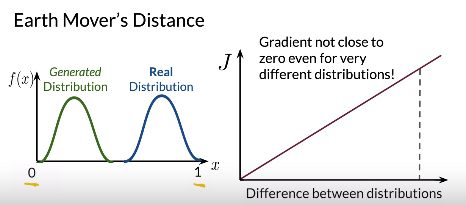 Earth Mover's Distance
f(x)
Generated
Distribution
Real
Distribution
0
1
x
J
Gradient not close to
zero even for very
different distributions!
Difference between distributions